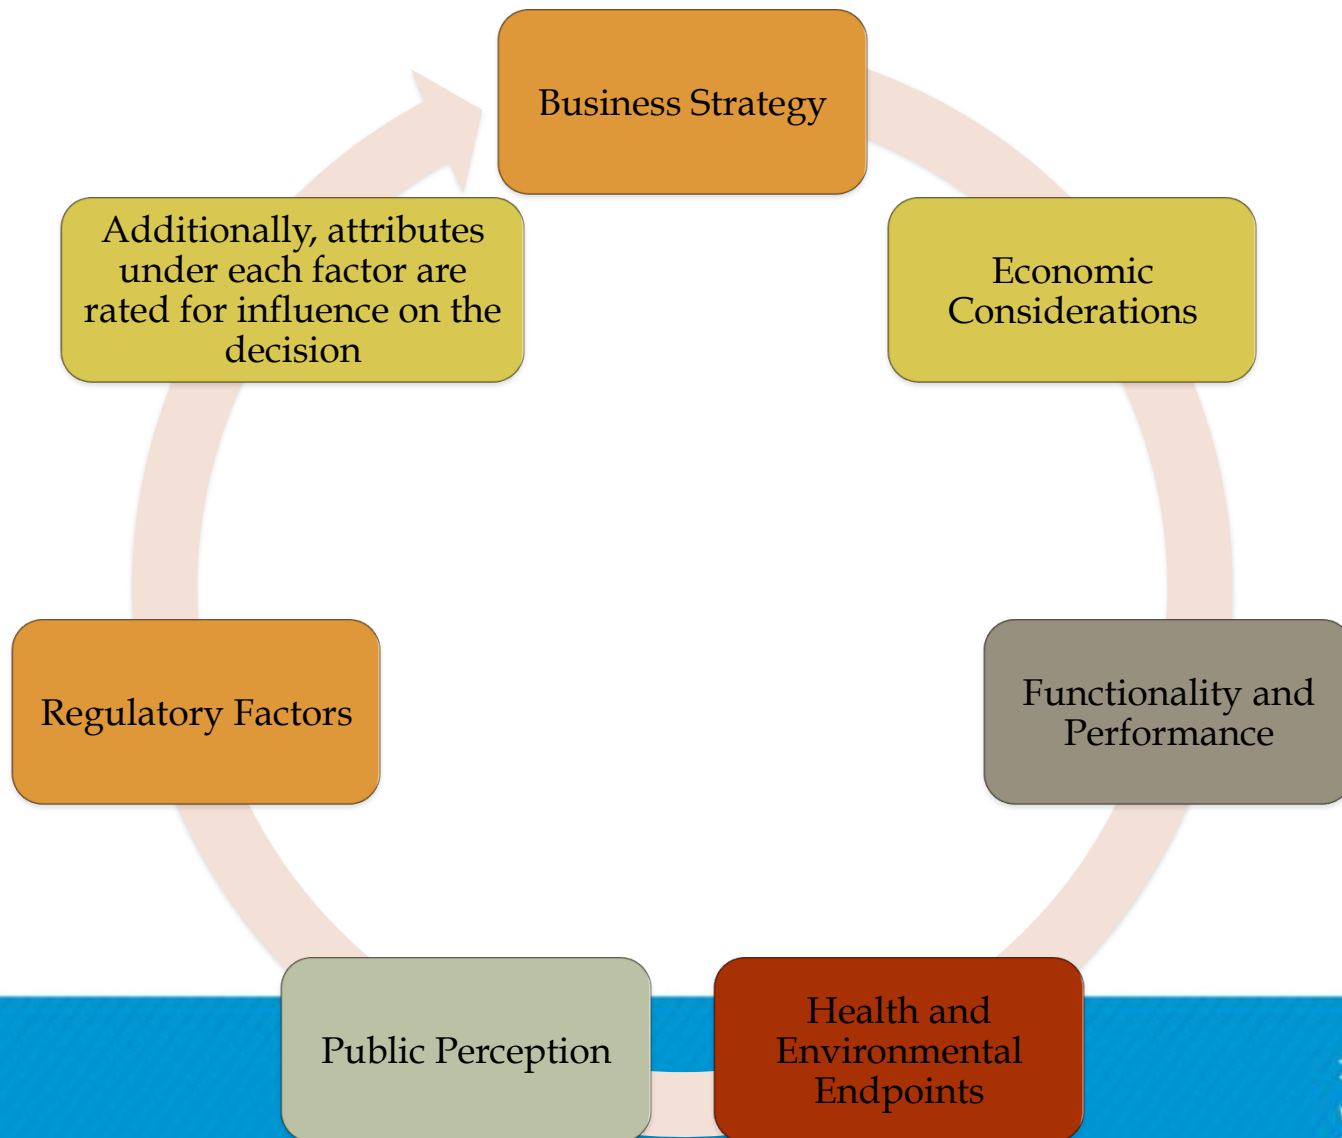 Business Strategy
Economic
Considerations
Functionality and
Performance
Health and
Environmental
Endpoints
Public Perception
Regulatory Factors
Additionally, attributes
under each factor are
rated for influence on the
decision